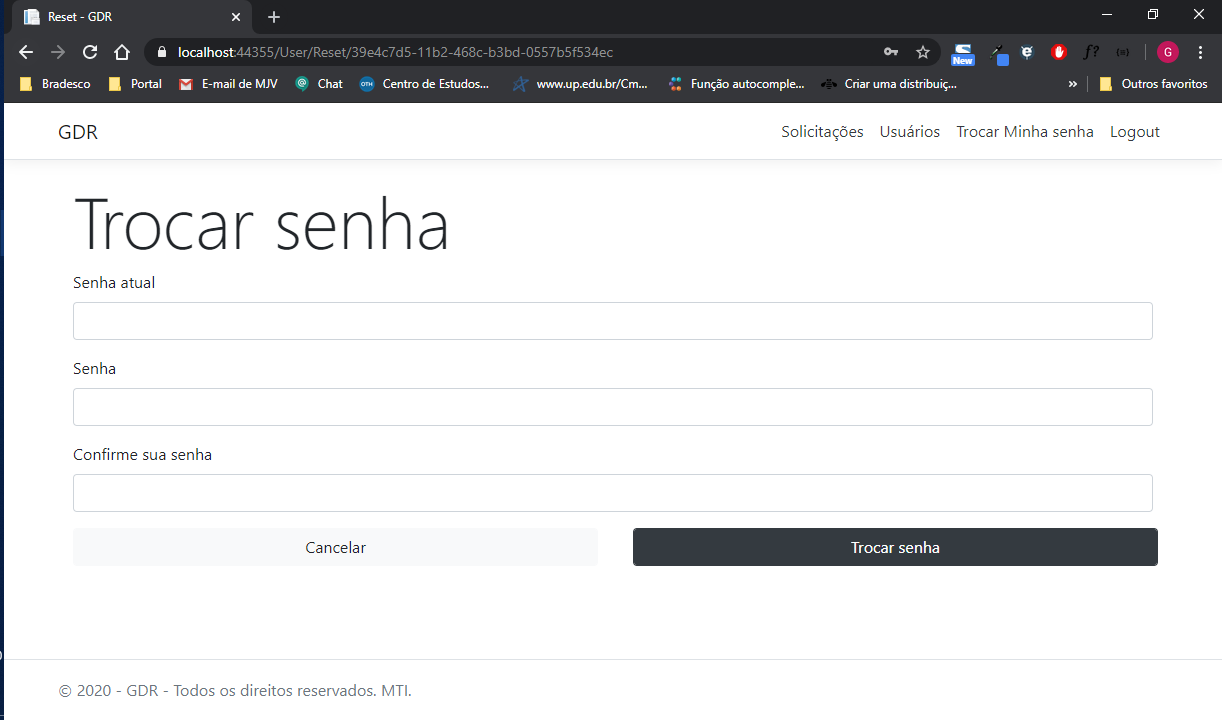 Reset - GDR
localhost:44355/User/Reset/39e4c7d5-11b2-468c-b3bd-0557b5f534ec
New
f?
G
Bradesco Portal E-mail de MJV Chat Centro de Estudos... www.up.edu.br/Cm... Função autocomple... Criar uma distribuiç... » Outros favoritos
GDR Solicitações Usuários Trocar Minha senha Logout
Trocar senha
Senha atual
Senha
Confirme sua senha
Cancelar Trocar senha
© 2020 - GDR - Todos os direitos reservados. MTI.